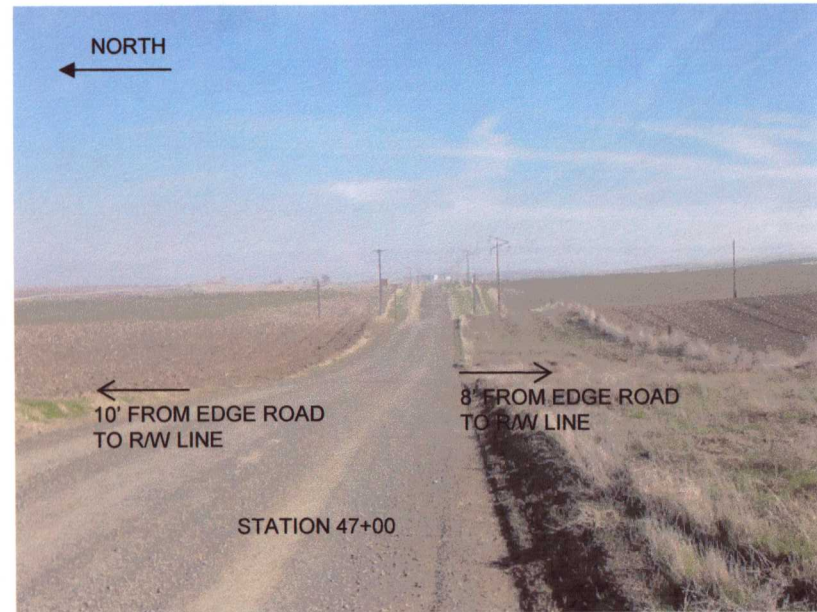 NORTH
10' FROM EDGE ROAD
TO R/W LINE
8' FROM EDGE ROAD
TO R/W LINE
STATION 47+00